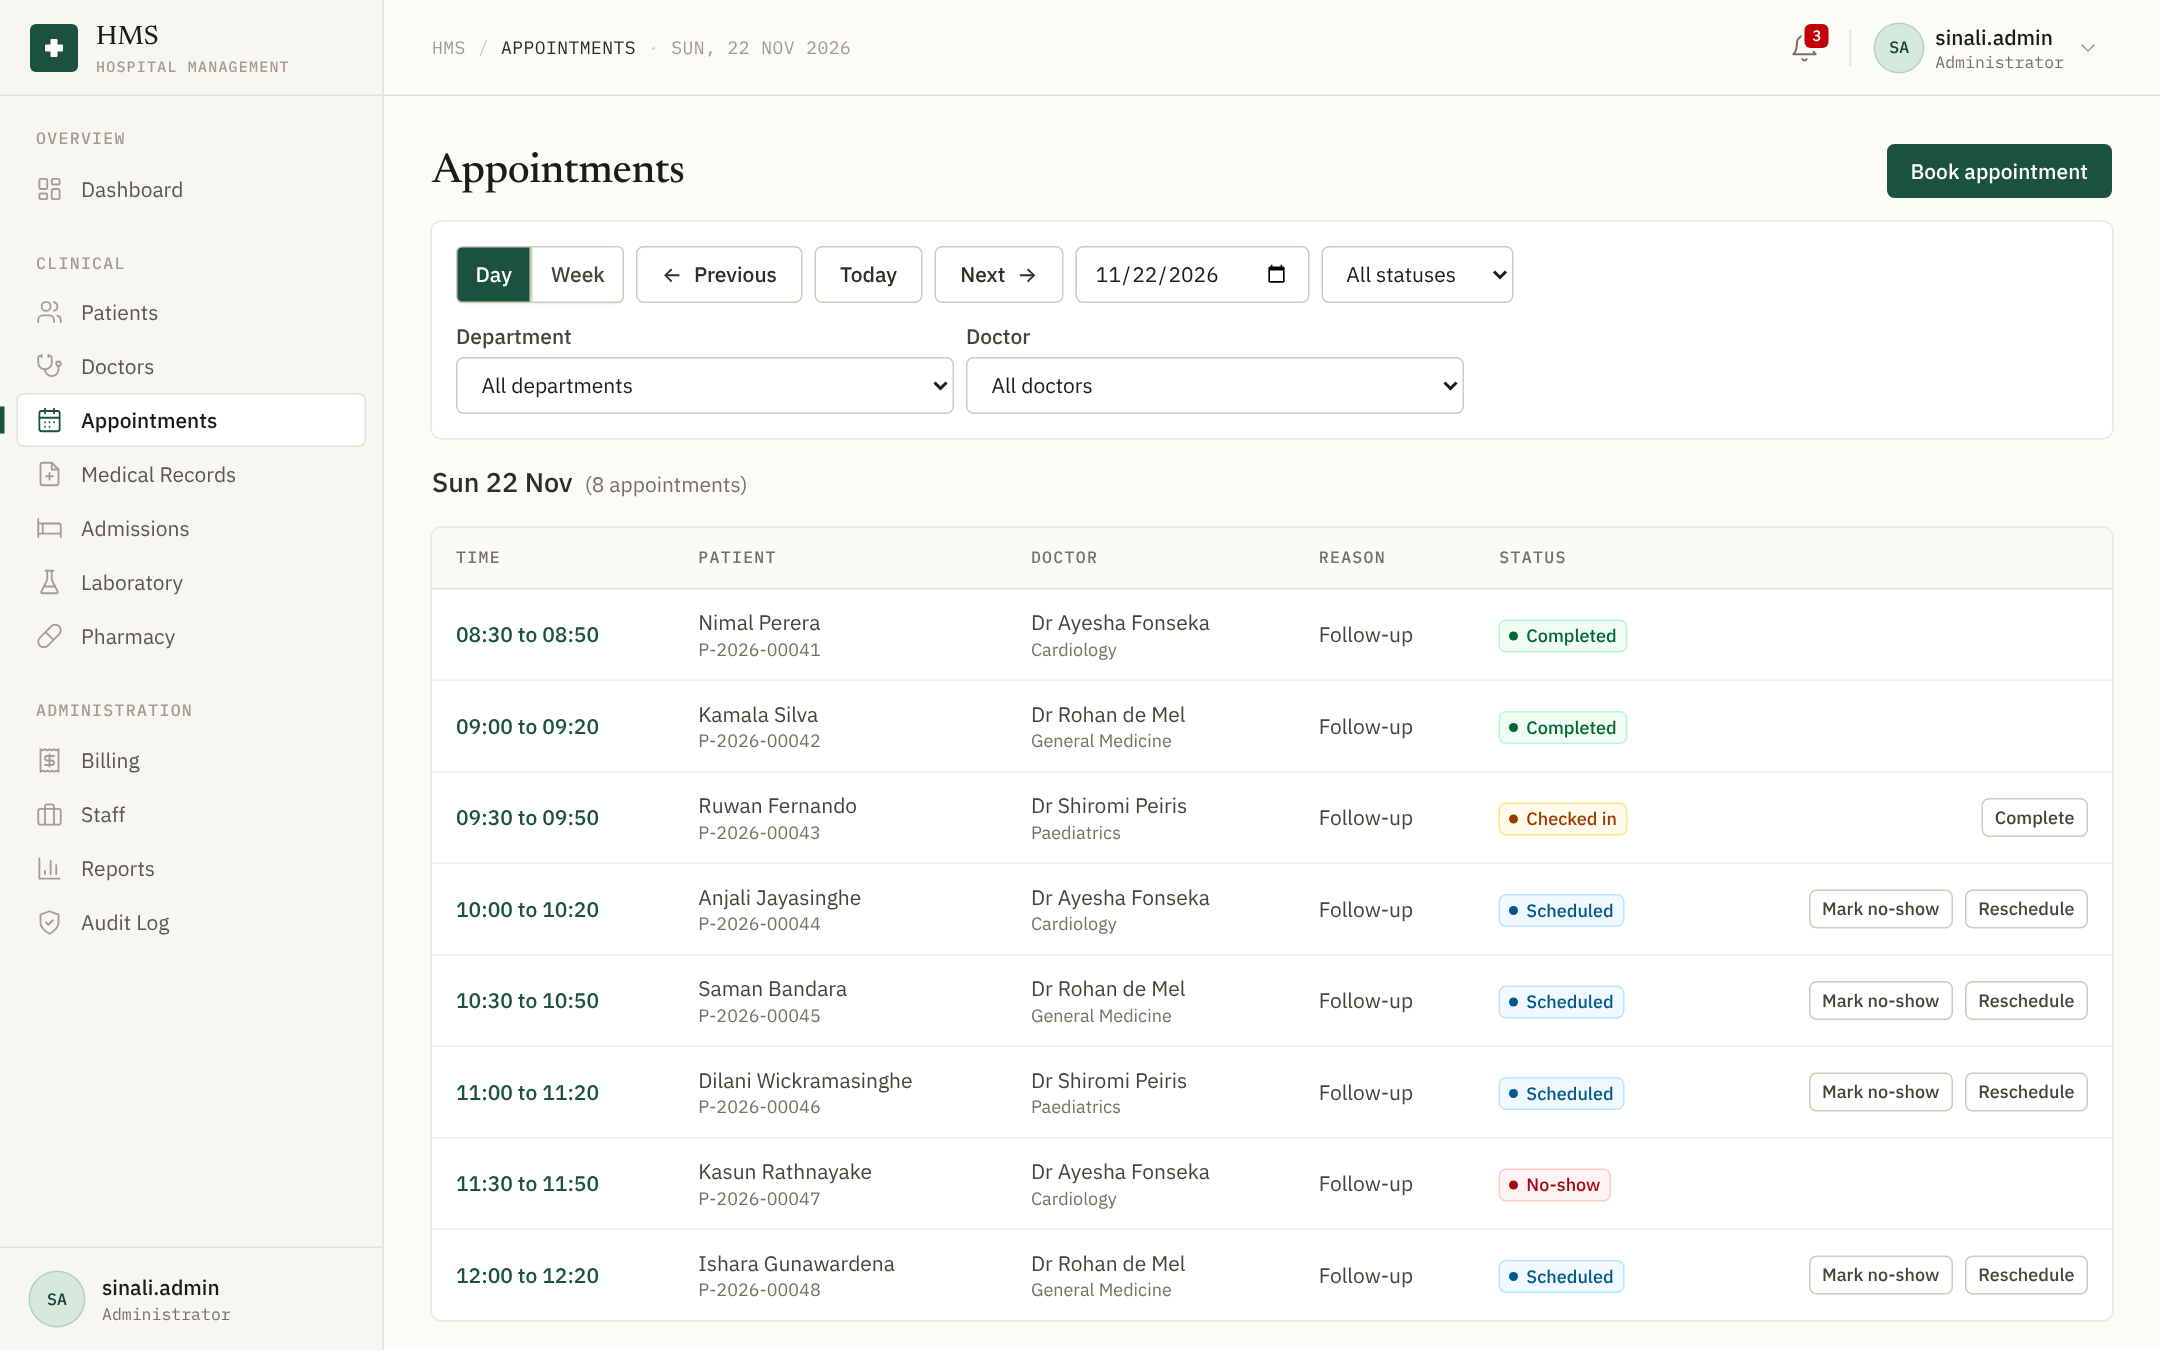 HMS
HOSPITAL MANAGEMENT
HMS / APPOINTMENTS · SUN, 22 NOV 2026
3
SA
sinali.admin
Administrator
OVERVIEW
Dashboard
CLINICAL
Patients
Doctors
Appointments
Medical Records
Admissions
Laboratory
Pharmacy
ADMINISTRATION
Billing
Staff
Reports
Audit Log
SA
sinali.admin
Administrator
Appointments
Book appointment
Day Week ← Previous Today Next → 11/22/2026 All statuses
Department Doctor
All departments All doctors
Sun 22 Nov (8 appointments)
TIME PATIENT DOCTOR REASON STATUS
08:30 to 08:50 Nimal Perera Dr Ayesha Fonseka Follow-up Completed
P-2026-00041 Cardiology
09:00 to 09:20 Kamala Silva Dr Rohan de Mel Follow-up Completed
P-2026-00042 General Medicine
09:30 to 09:50 Ruwan Fernando Dr Shiromi Peiris Follow-up Checked in Complete
P-2026-00043 Paediatrics
10:00 to 10:20 Anjali Jayasinghe Dr Ayesha Fonseka Follow-up Scheduled Mark no-show Reschedule
P-2026-00044 Cardiology
10:30 to 10:50 Saman Bandara Dr Rohan de Mel Follow-up Scheduled Mark no-show Reschedule
P-2026-00045 General Medicine
11:00 to 11:20 Dilani Wickramasinghe Dr Shiromi Peiris Follow-up Scheduled Mark no-show Reschedule
P-2026-00046 Paediatrics
11:30 to 11:50 Kasun Rathnayake Dr Ayesha Fonseka Follow-up No-show
P-2026-00047 Cardiology
12:00 to 12:20 Ishara Gunawardena Dr Rohan de Mel Follow-up Scheduled Mark no-show Reschedule
P-2026-00048 General Medicine